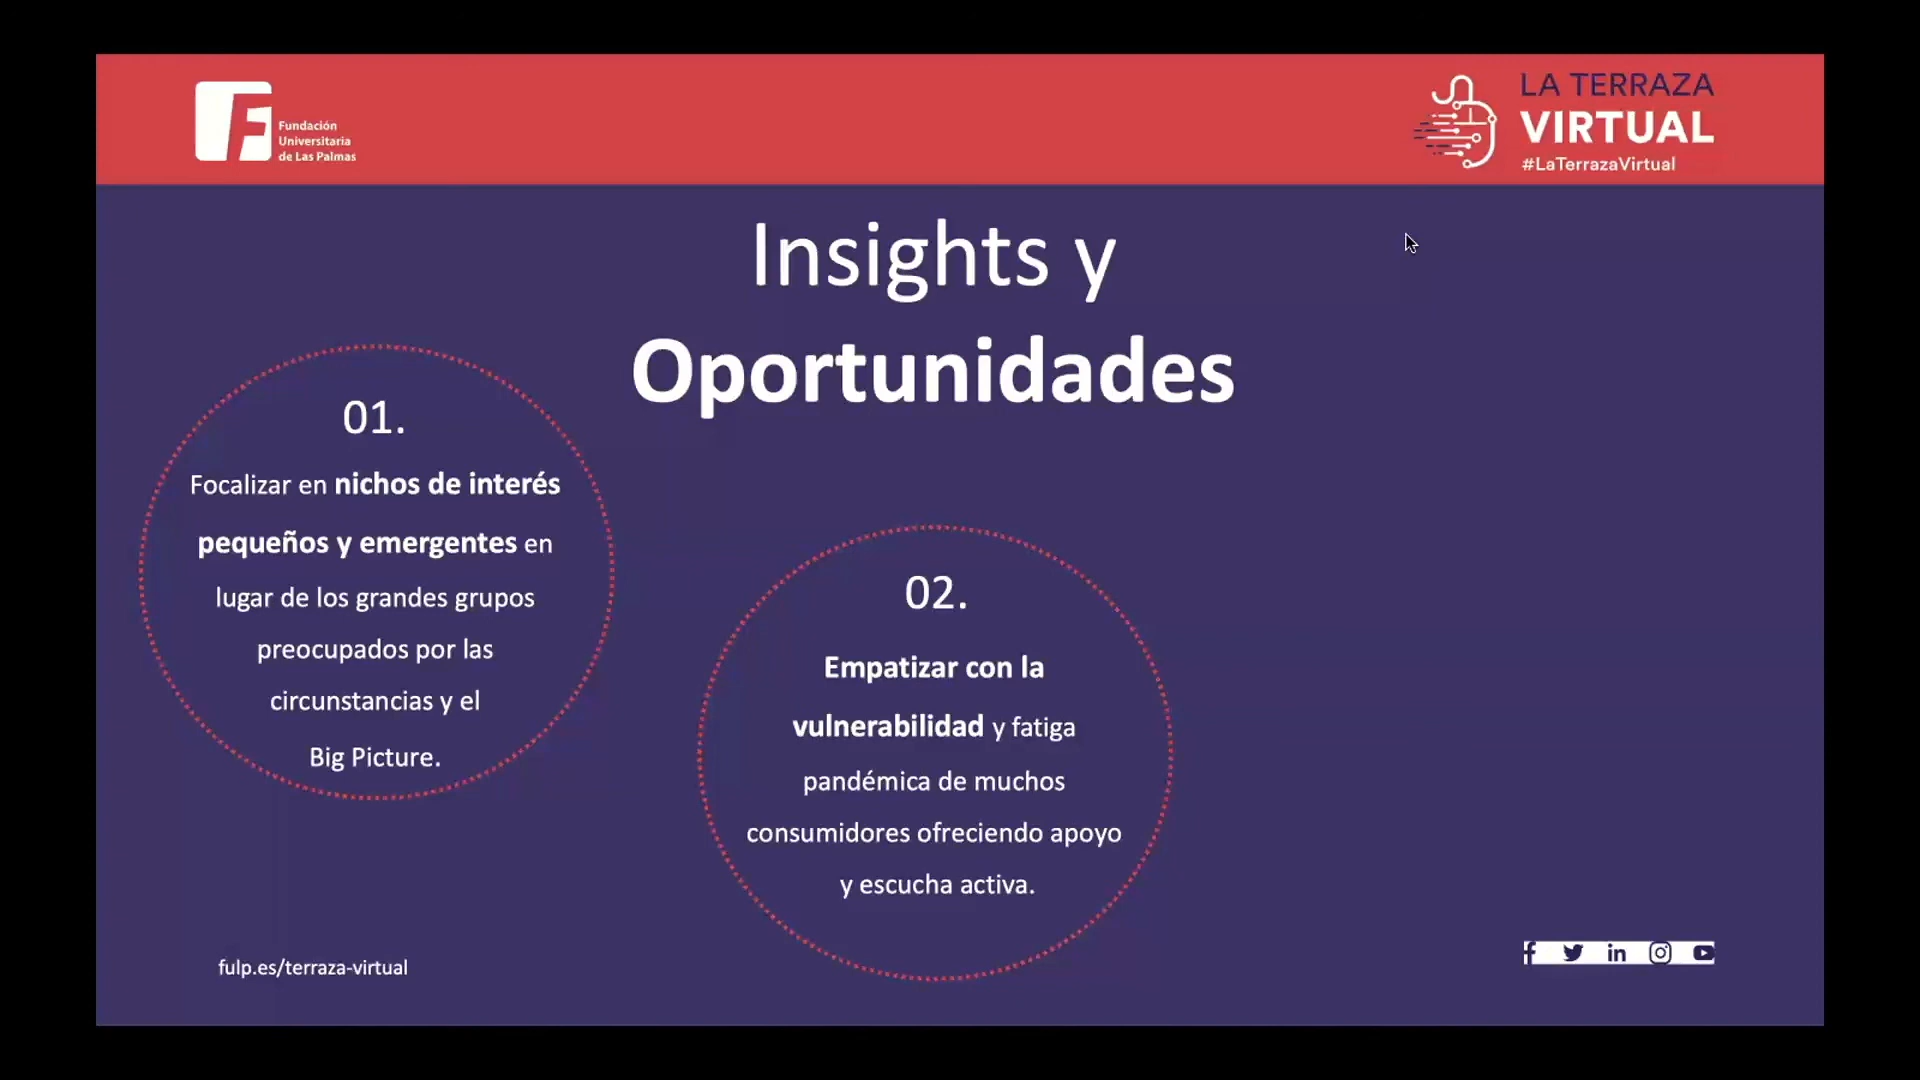 Fundación
Universitaria
de Las Palmas
LA TERRAZA
VIRTUAL
#LaTerrazaVirtual
Insights y
Oportunidades
01.
Focalizar en nichos de interés
pequeños y emergentes en
lugar de los grandes grupos
preocupados por las
circunstancias y el
Big Picture.
02.
Empatizar con la
vulnerabilidad y fatiga
pandémica de muchos
consumidores ofreciendo apoyo
y escucha activa.
fulp.es/terraza-virtual